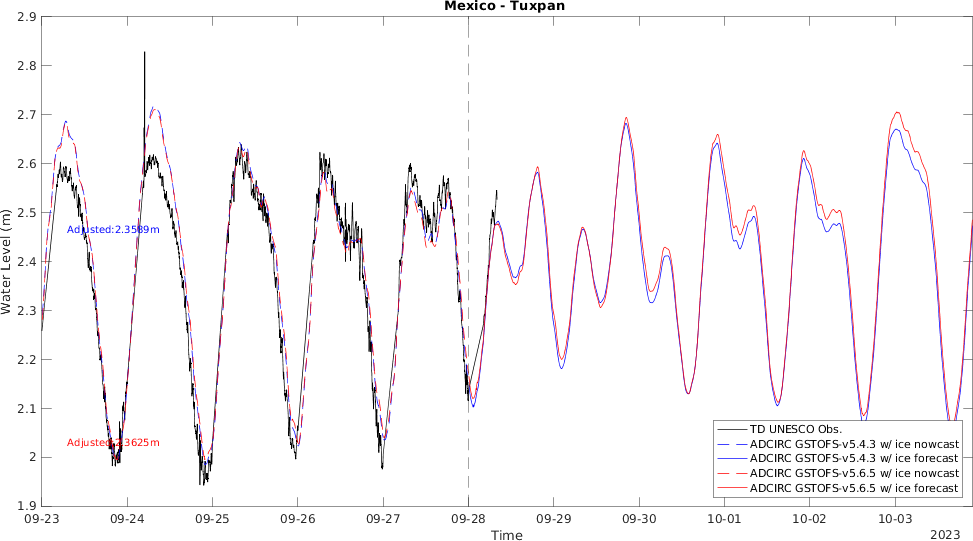 Mexico - Tuxpan
Water Level (m)
2.9
2.8
2.7
2.6
2.5
2.4
2.3
2.2
2.1
2
1.9
Adjusted:2.3589m
Adjusted:2.3625m
TD UNESCO Obs.
ADCIRC GSTOFS-v5.4.3 w/ ice nowcast
ADCIRC GSTOFS-v5.4.3 w/ ice forecast
ADCIRC GSTOFS-v5.6.5 w/ ice nowcast
ADCIRC GSTOFS-v5.6.5 w/ ice forecast
09-23 09-24 09-25 09-26 09-27 09-28 09-29 09-30 10-01 10-02 10-03
Time
2023